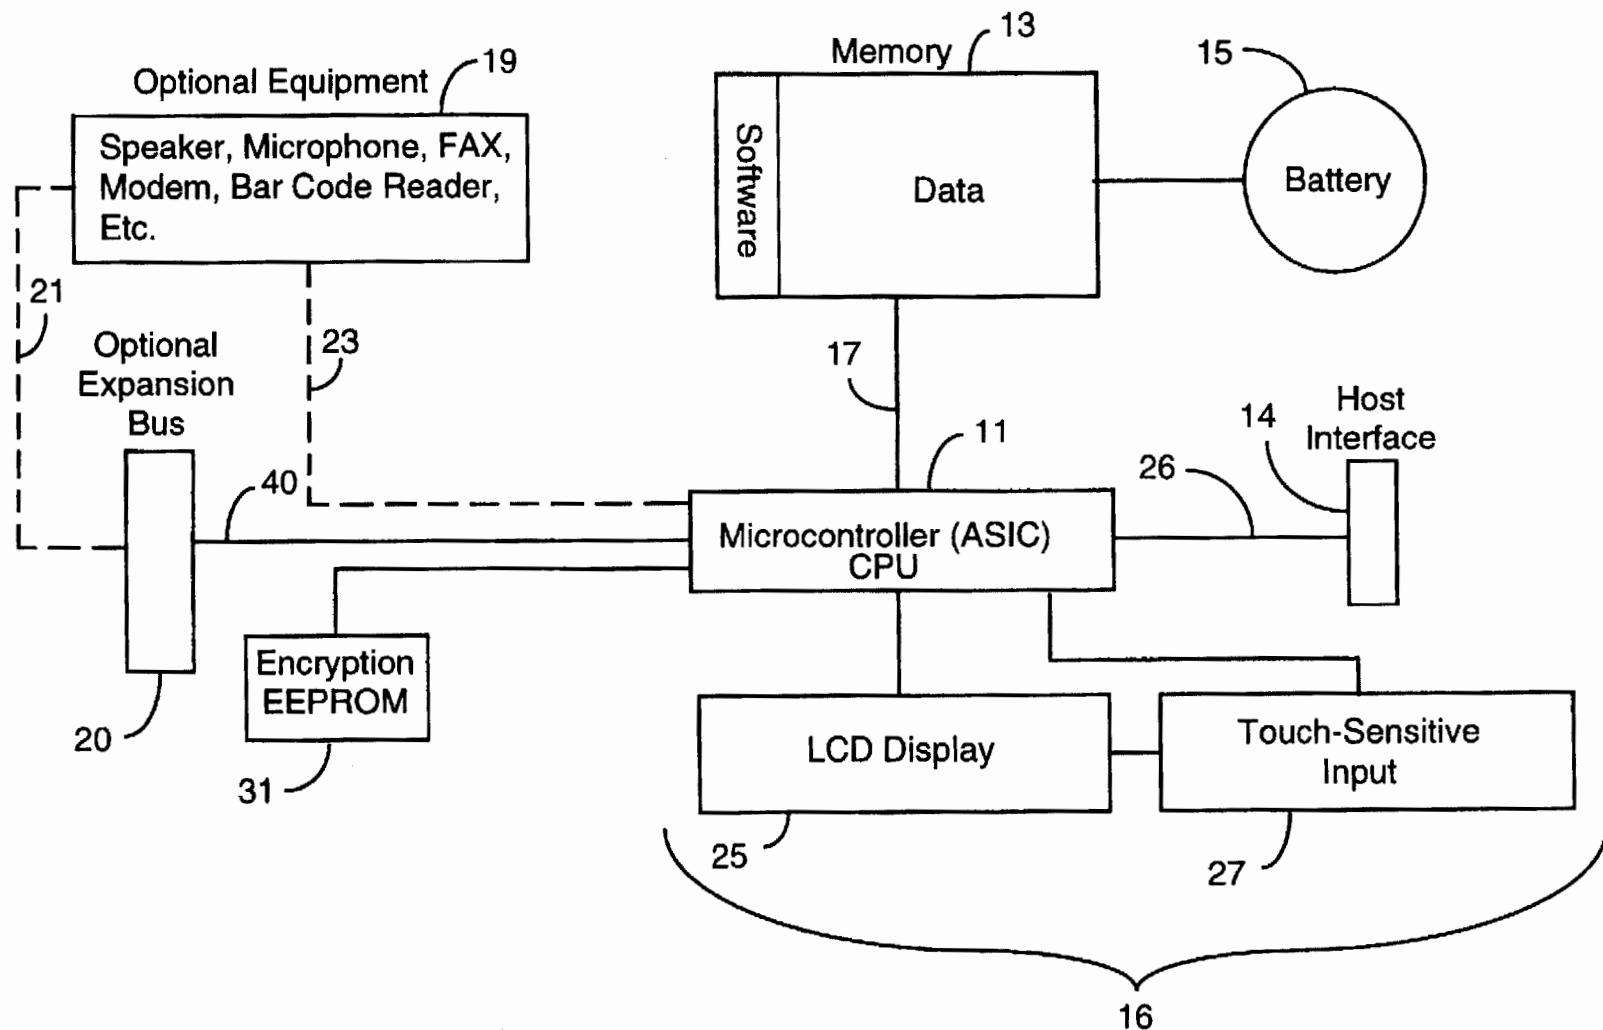 Optional Equipment
19
Speaker, Microphone, FAX,
Modem, Bar Code Reader,
Etc.
Memory
13
Software
Data
15
Battery
21
23
Optional
Expansion
Bus
17
11
40
26
14
Host
Interface
Microcontroller (ASIC)
CPU
20
Encryption
EEPROM
31
LCD Display
25
Touch-Sensitive
Input
27
16